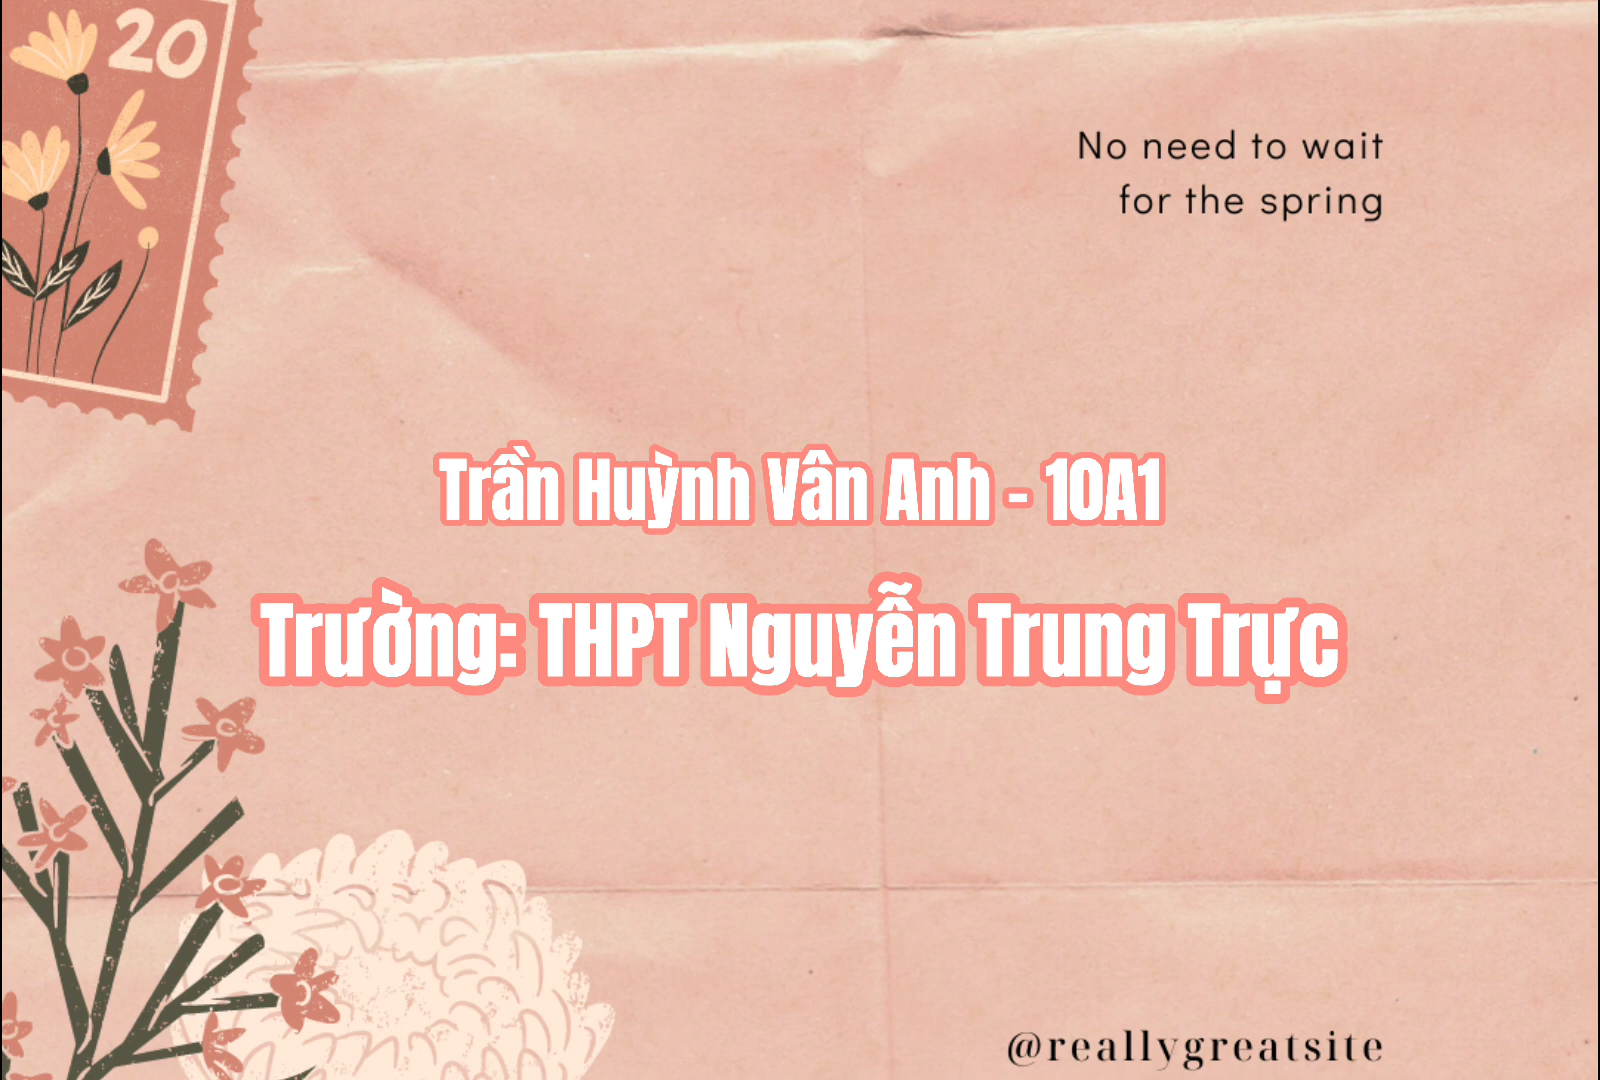 20
No need to wait
for the spring
Trần Huỳnh Vân Anh - 10A1
Trường: THPT Nguyễn Trung Trực
@reallygreatsite